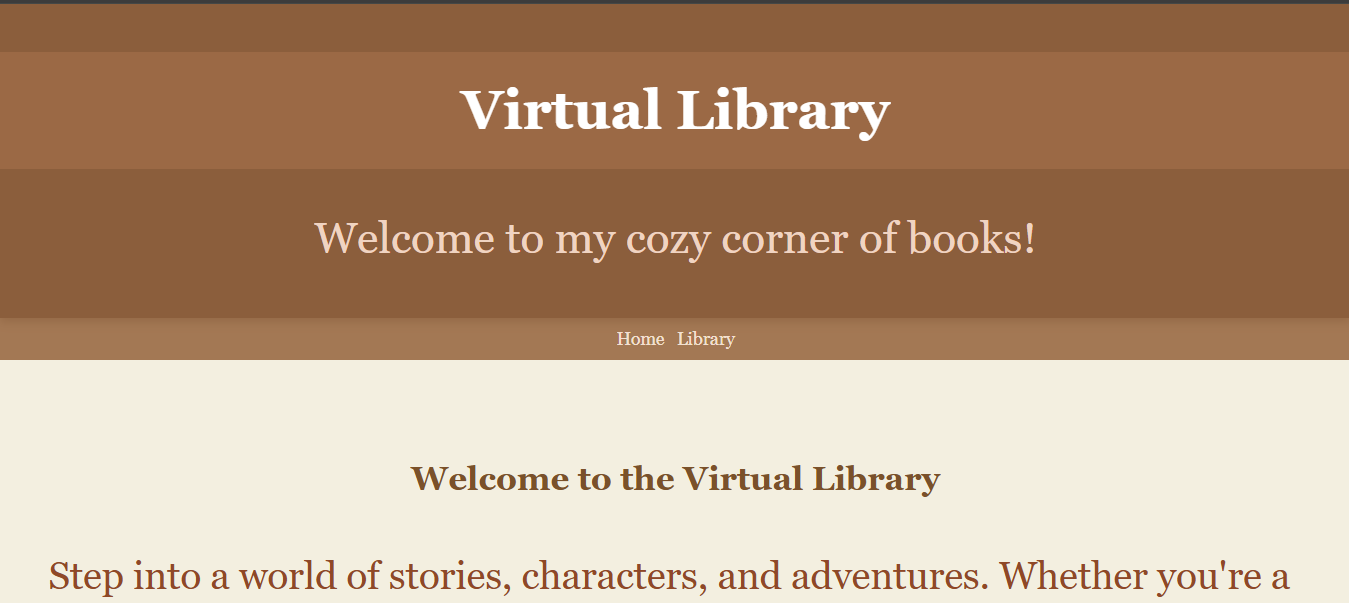 Virtual Library
Welcome to my cozy corner of books!
Home Library
Welcome to the Virtual Library
Step into a world of stories, characters, and adventures. Whether you're a